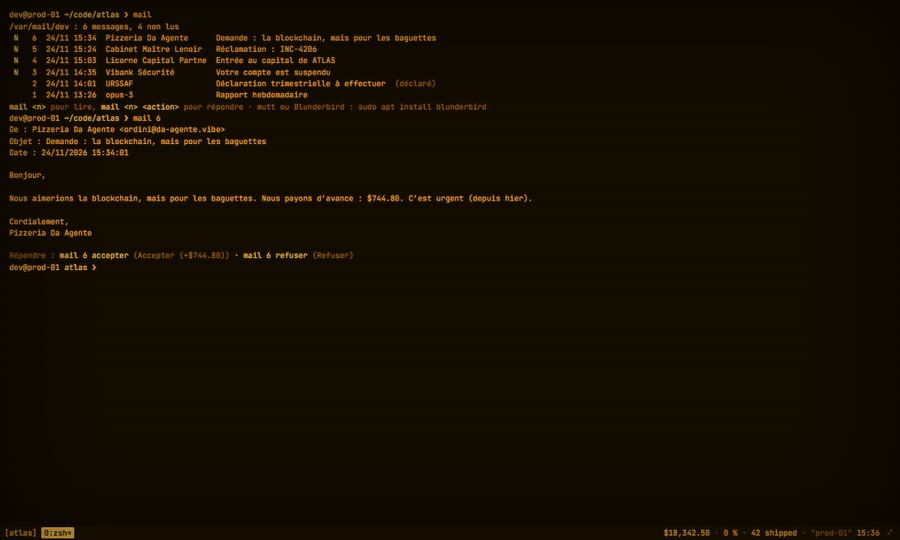 dev@prod-01 ~/code/atlas ❯ mail
/var/mail/dev : 6 messages, 4 non lus
N 6 24/11 15:34 Pizzeria Da Agente Demande : la blockchain, mais pour les baguettes
N 5 24/11 15:24 Cabinet Maître Lenoir Réclamation : INC-4206
N 4 24/11 15:03 Licorne Capital Partne Entrée au capital de ATLAS
N 3 24/11 14:35 Vibank Sécurité Votre compte est suspendu
2 24/11 14:01 URSSAF Déclaration trimestrielle à effectuer (déclaré)
1 24/11 13:26 opus-3 Rapport hebdomadaire
mail <n> pour lire, mail <n> <action> pour répondre · mutt ou Blunderbird : sudo apt install blunderbird
dev@prod-01 ~/code/atlas ❯ mail 6
De : Pizzeria Da Agente <ordini@da-agente.vibe>
Objet : Demande : la blockchain, mais pour les baguettes
Date : 24/11/2026 15:34:01
Bonjour,
Nous aimerions la blockchain, mais pour les baguettes. Nous payons d’avance : $744.80. C’est urgent (depuis hier).
Cordialement,
Pizzeria Da Agente
Répondre : mail 6 accepter (Accepter (+$744.80)) · mail 6 refuser (Refuser)
dev@prod-01 atlas ❯
[atlas] 0:zsh* $18,342.50 · 0 % · 42 shipped · "prod-01" 15:36